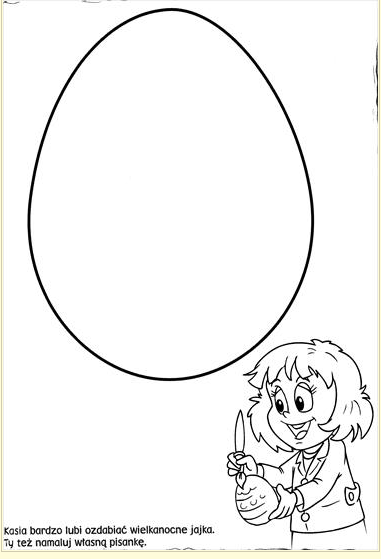 Kasia bardzo lubi ozdabiać wielkanocne jajka.
Ty też namaluj własną pisankę.